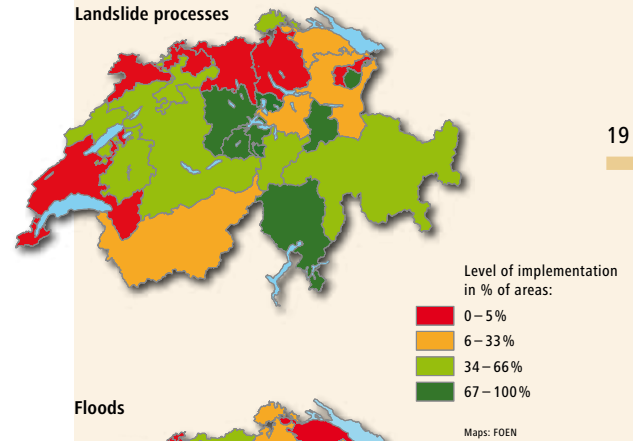 Landslide processes
19
Level of implementation
in % of areas:
0 – 5 %
6 – 33 %
34 – 66 %
67 – 100 %
Floods
Maps: FOEN